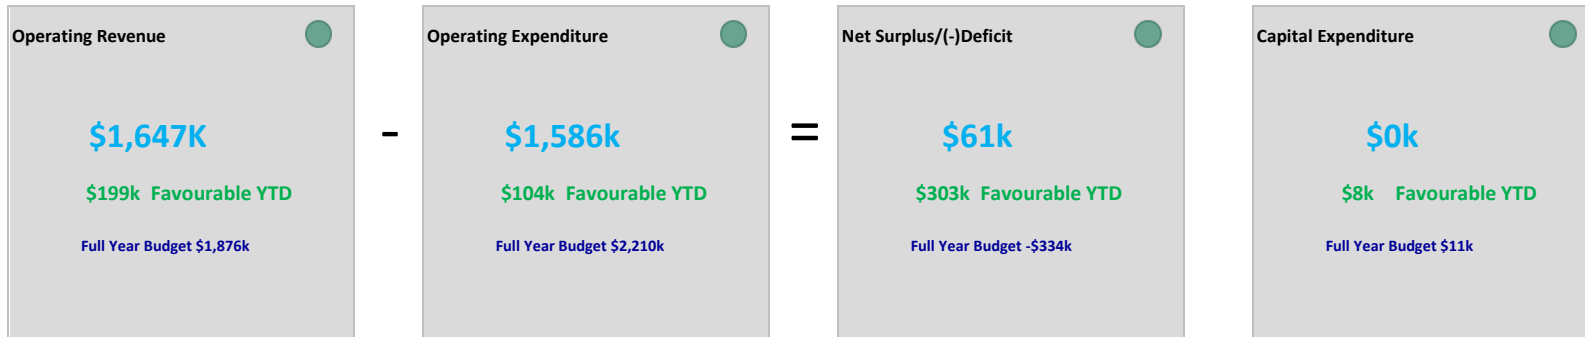 Operating Revenue
$1,647K
$199k Favourable YTD
Full Year Budget $1,876k
-
Operating Expenditure
$1,586k
$104k Favourable YTD
Full Year Budget $2,210k
=
Net Surplus/(-)Deficit
$61k
$303k Favourable YTD
Full Year Budget -$334k
Capital Expenditure
$0k
$8k Favourable YTD
Full Year Budget $11k